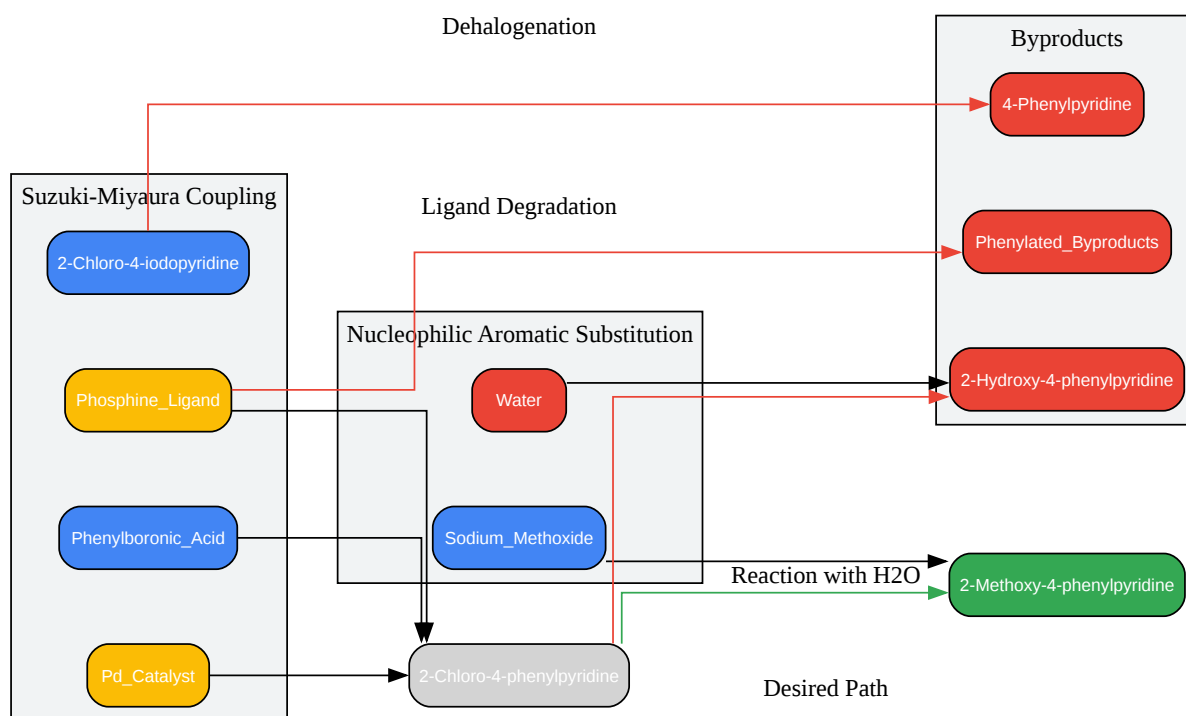 Dehalogenation
Byproducts
4-Phenylpyridine
Suzuki-Miyaura Coupling
Ligand Degradation
Phenylated_Byproducts
2-Chloro-4-iodopyridine
Nucleophilic Aromatic Substitution
Phosphine_Ligand
Water
2-Hydroxy-4-phenylpyridine
Phenylboronic_Acid
Sodium_Methoxide
Reaction with H2O
2-Methoxy-4-phenylpyridine
Pd_Catalyst
2-Chloro-4-phenylpyridine
Desired Path